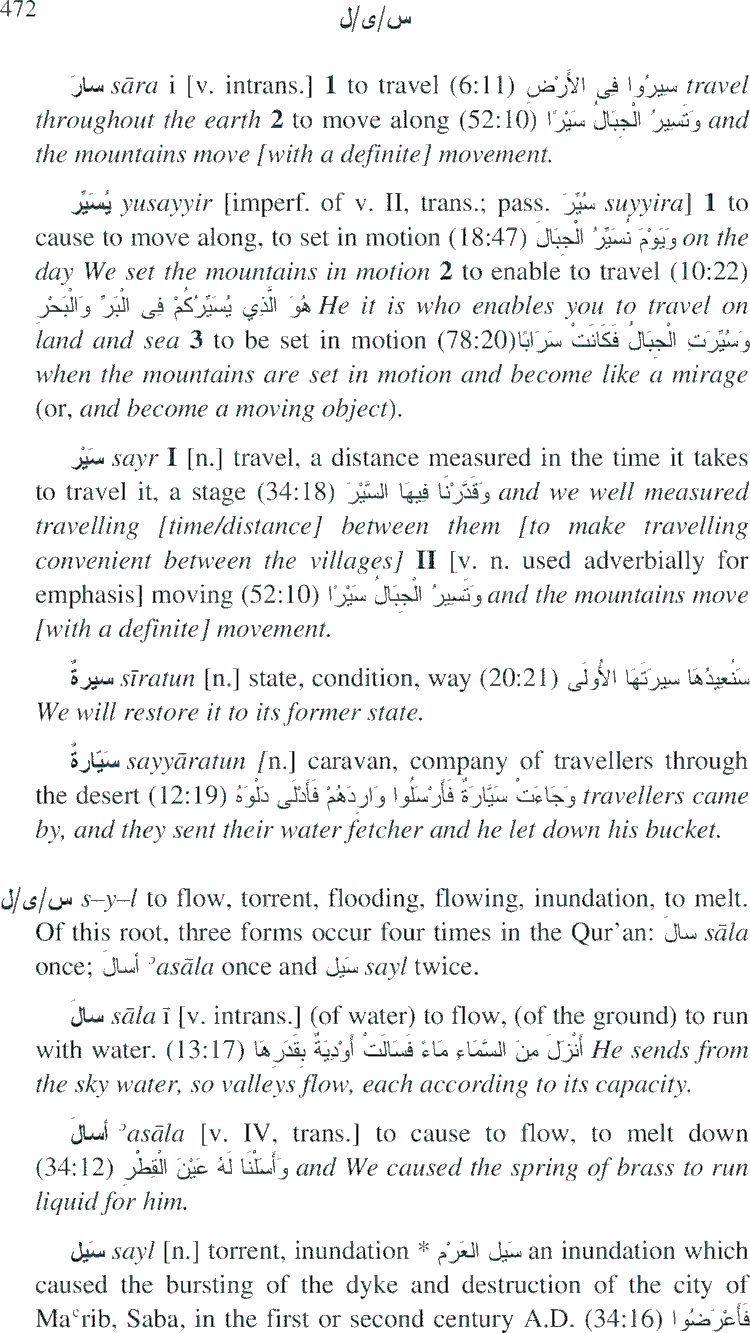 472
س/ى/ل
سارَ sāra i [v. intrans.] 1 to travel (6:11) سِيرُوا فِى الأَرْضِ travel
throughout the earth 2 to move along (52:10) وَتَسِيرُ الْجِبَالُ سَيْرًا and
the mountains move [with a definite] movement.
يُسَيِّر yusayyir [imperf. of v. II, trans.; pass. سُيِّرَ suyyira] 1 to
cause to move along, to set in motion (18:47) وَيَوْمَ نُسَيِّرُ الْجِبَالَ on the
day We set the mountains in motion 2 to enable to travel (10:22)
هُوَ الَّذِي يُسَيِّرُكُمْ فِى الْبَرِّ وَالْبَحْرِ He it is who enables you to travel on
land and sea 3 to be set in motion (78:20) وَسُيِّرَتِ الْجِبَالُ فَكَانَتْ سَرَابًا
when the mountains are set in motion and become like a mirage
(or, and become a moving object).
سَيْر sayr I [n.] travel, a distance measured in the time it takes
to travel it, a stage (34:18) وَقَدَّرْنَا فِيهَا السَّيْرَ and we well measured
travelling [time/distance] between them [to make travelling
convenient between the villages] II [v. n. used adverbially for
emphasis] moving (52:10) وَتَسِيرُ الْجِبَالُ سَيْرًا and the mountains move
[with a definite] movement.
سيرةٌ sīratun [n.] state, condition, way (20:21) سَنُعِيدُهَا سِيرَتَهَا الأُولَى
We will restore it to its former state.
سَيّارةٌ sayyāratun [n.] caravan, company of travellers through
the desert (12:19) وَجَاءَتْ سَيَّارَةٌ فَأَرْسَلُوا وَارِدَهُمْ فَأَدْلَى دَلْوَهُ travellers came
by, and they sent their water fetcher and he let down his bucket.
س/ى/ل s–y–l to flow, torrent, flooding, flowing, inundation, to melt.
Of this root, three forms occur four times in the Qur'an: سالَ sāla
once; أسالَ ʾasāla once and سَيل sayl twice.
سالَ sāla ī [v. intrans.] (of water) to flow, (of the ground) to run
with water. (13:17) أَنْزَلَ مِنَ السَّمَاءِ مَاءً فَسَالَتْ أَوْدِيَةٌ بِقَدَرِهَا He sends from
the sky water, so valleys flow, each according to its capacity.
أسالَ ʾasāla [v. IV, trans.] to cause to flow, to melt down
(34:12) وَأَسَلْنَا لَهُ عَيْنَ الْقِطْرِ and We caused the spring of brass to run
liquid for him.
سَيل sayl [n.] torrent, inundation * سَيل العَرْم an inundation which
caused the bursting of the dyke and destruction of the city of
Maʿrib, Saba, in the first or second century A.D. (34:16) فَأَعْرَضُوا